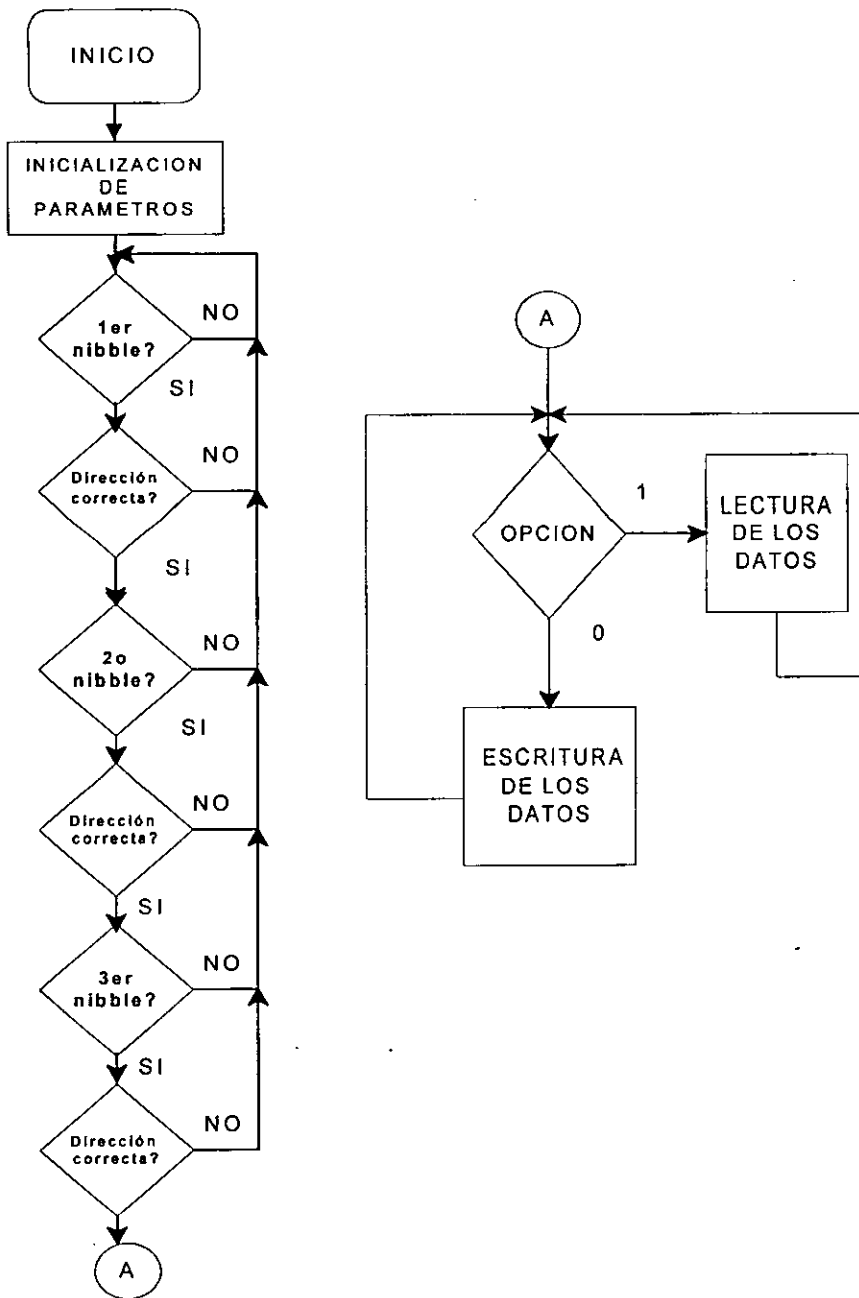 INICIO
INICIALIZACION
DE
PARAMETROS
1er
nibble?
NO
SI
Dirección
correcta?
NO
SI
2o
nibble?
NO
SI
Dirección
correcta?
NO
SI
3er
nibble?
NO
SI
Dirección
correcta?
NO
A
A
OPCION
1
0
LECTURA
DE LOS
DATOS
ESCRITURA
DE LOS
DATOS